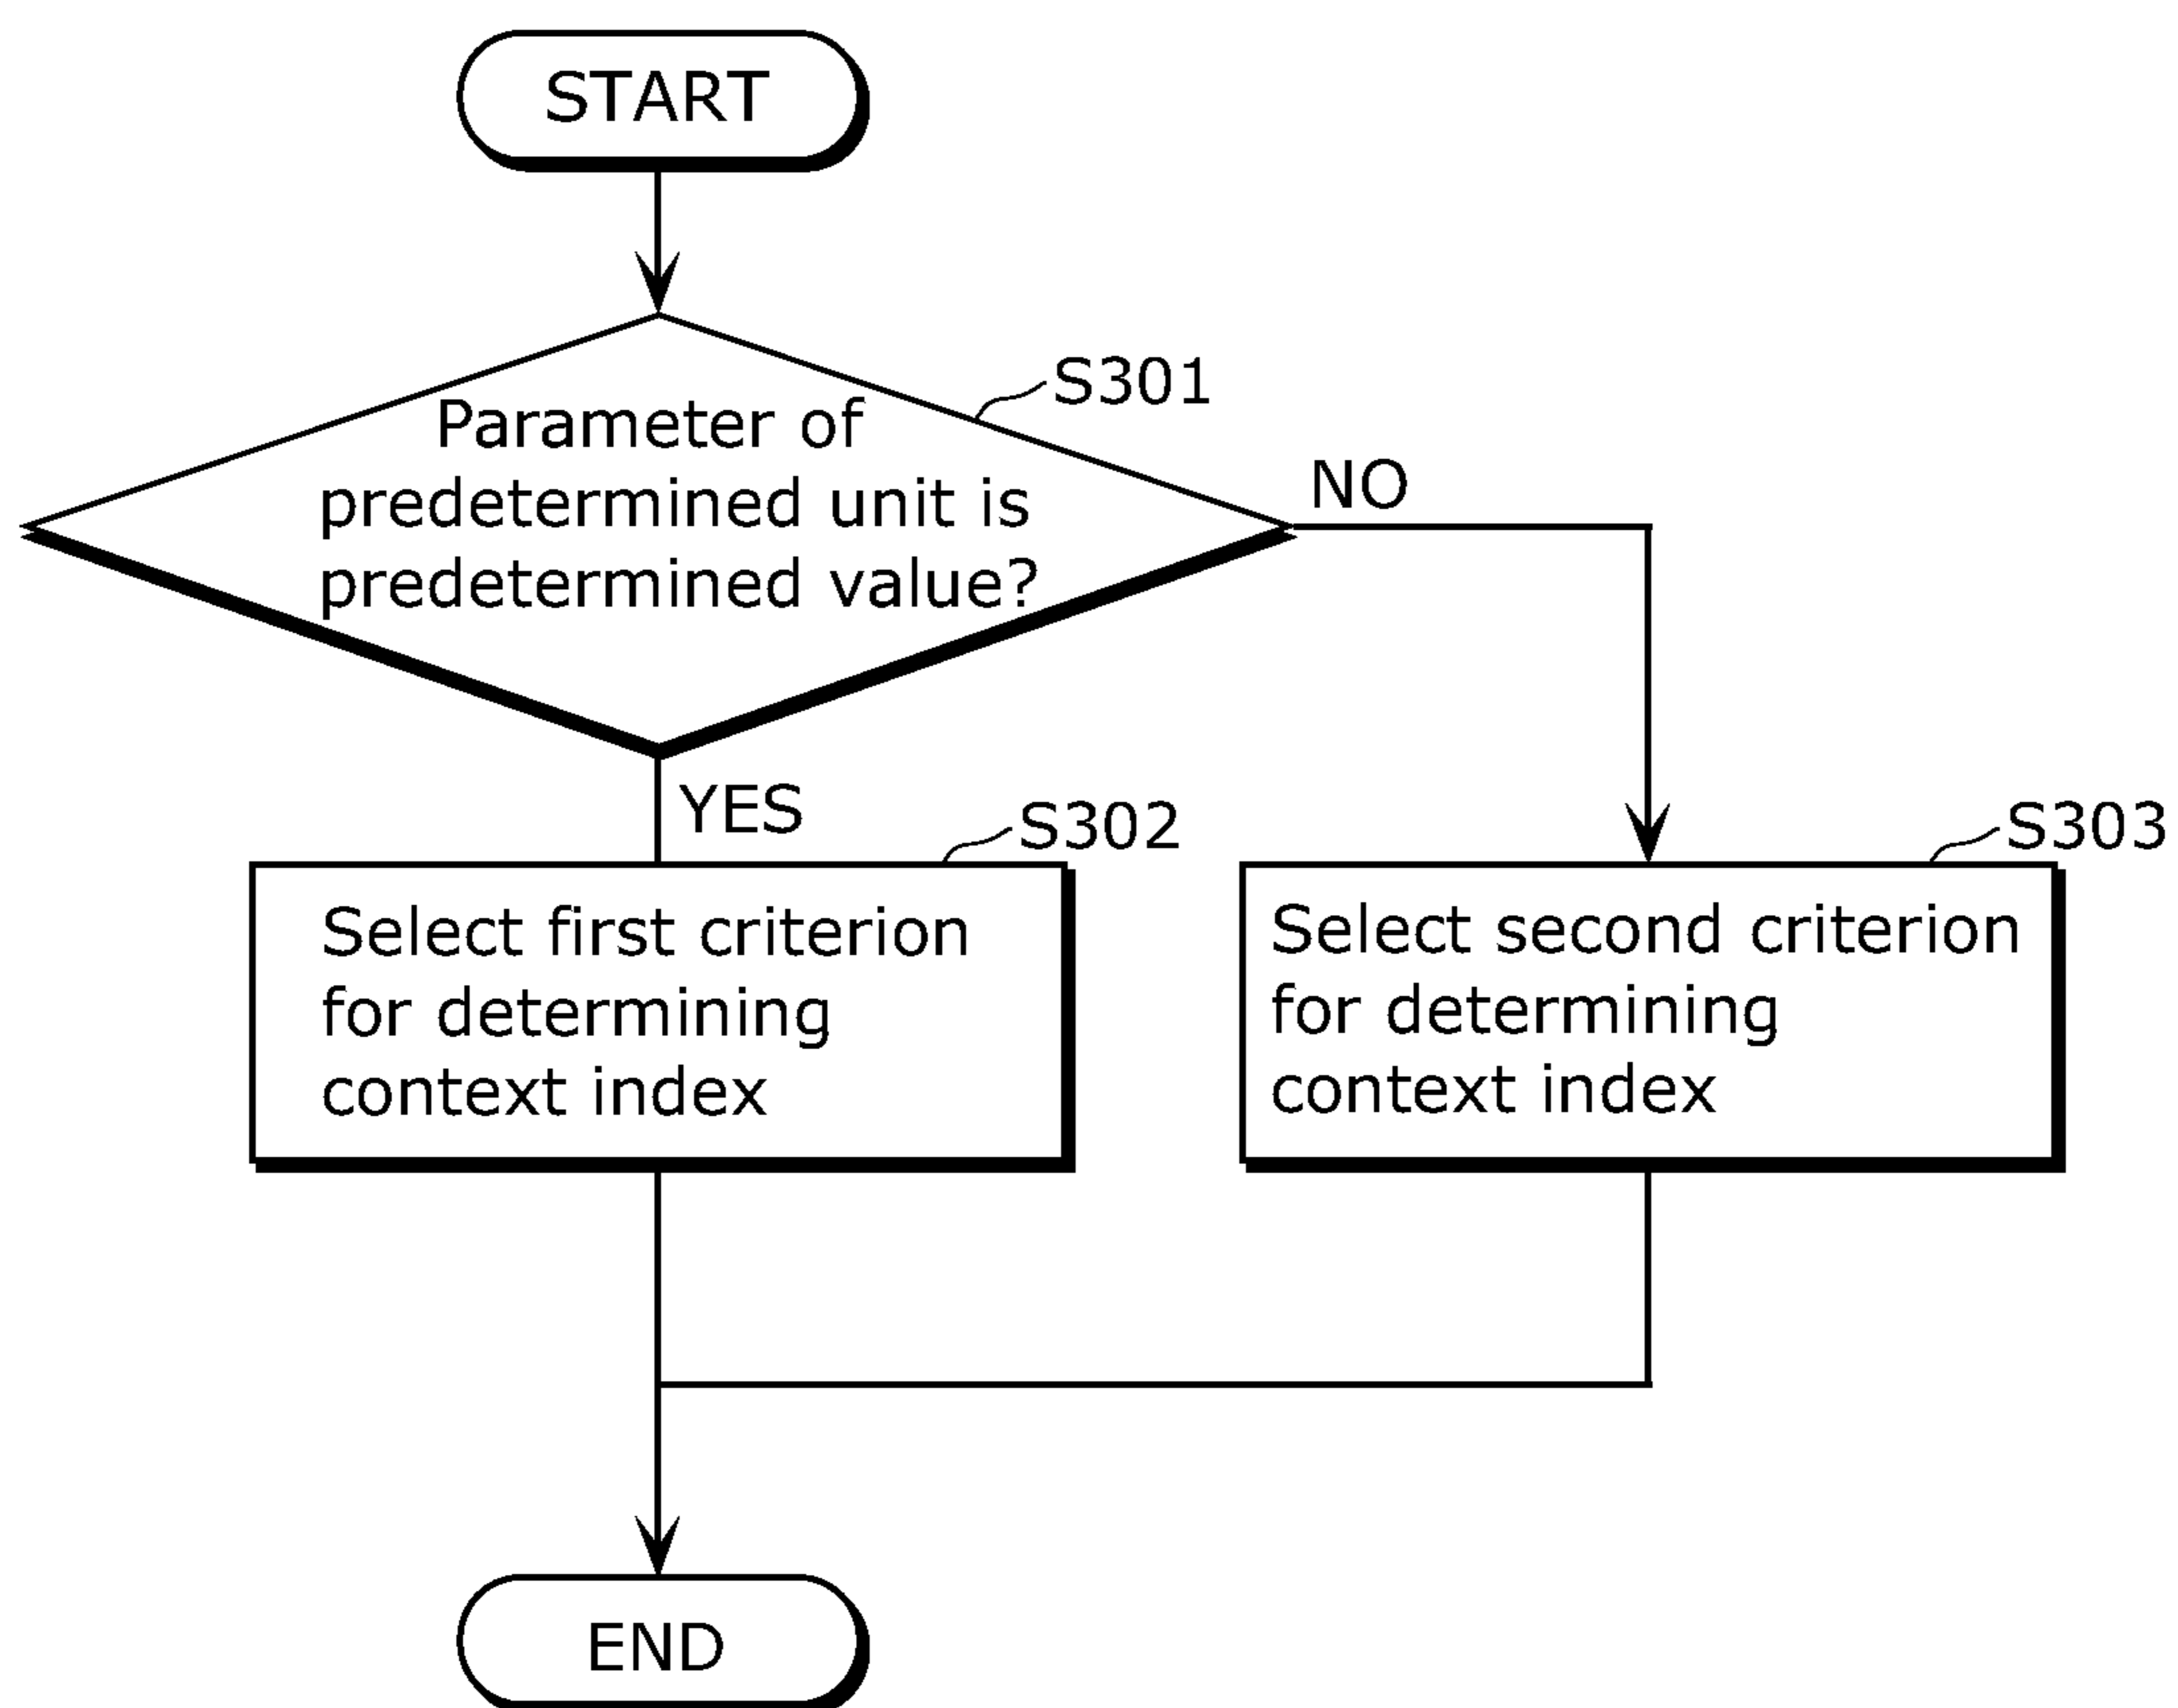 START
S301
Parameter of
predetermined unit is
predetermined value?
NO
YES
S302
Select first criterion
for determining
context index
S303
Select second criterion
for determining
context index
END